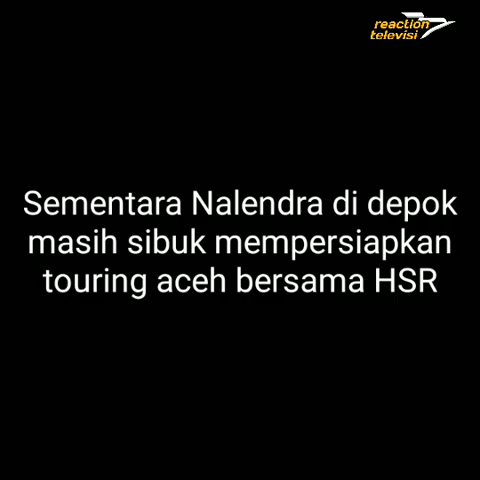 reaction
televisi
Sementara Nalendra di depok
masih sibuk mempersiapkan
touring aceh bersama HSR